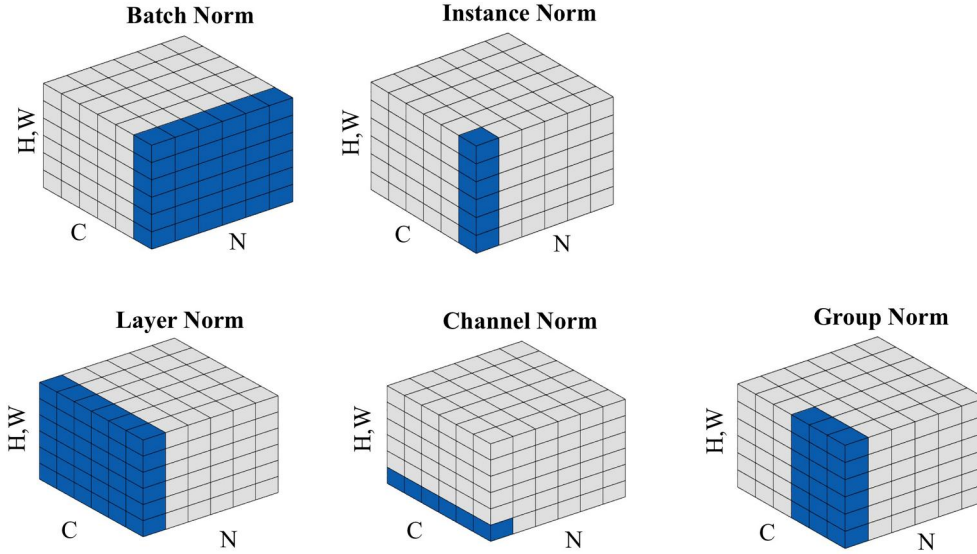 Batch Norm
Instance Norm
H,W
C
N
H,W
C
N
Layer Norm
Channel Norm
Group Norm
H,W
C
N
H,W
C
N
H,W
C
N